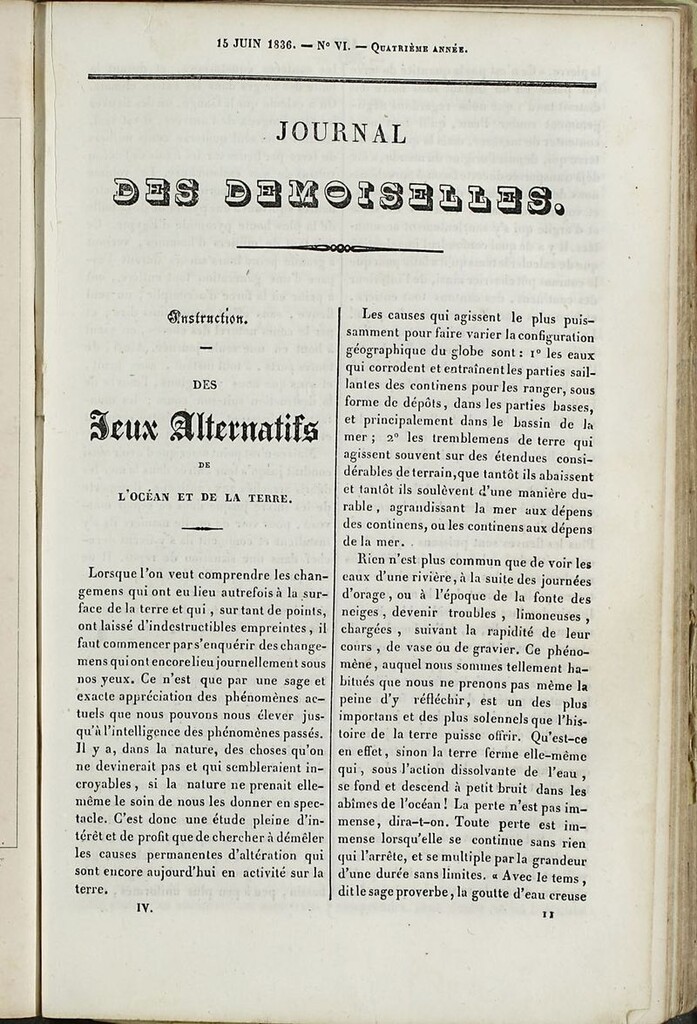 15 JUIN 1836. — N° VI. — QUATRIÈME ANNÉE.
JOURNAL
DES DEMOISELLES.
Instruction.
DES
Jeux Alternatifs
DE
L'OCÉAN ET DE LA TERRE.
Lorsque l'on veut comprendre les chan-
gemens qui ont eu lieu autrefois à la sur-
face de la terre et qui, sur tant de points,
ont laissé d'indestructibles empreintes, il
faut commencer par s'enquérir des change-
mens qui ont encore lieu journellement sous
nos yeux. Ce n'est que par une sage et
exacte appréciation des phénomènes ac-
tuels que nous pouvons nous élever jus-
qu'à l'intelligence des phénomènes passés.
Il y a, dans la nature, des choses qu'on
ne devinerait pas et qui sembleraient in-
croyables, si la nature ne prenait elle-
même le soin de nous les donner en spec-
tacle. C'est donc une étude pleine d'in-
térêt et de profit que de chercher à démêler
les causes permanentes d'altération qui
sont encore aujourd'hui en activité sur la
terre.
IV.
Les causes qui agissent le plus puis-
samment pour faire varier la configuration
géographique du globe sont : 1° les eaux
qui corrodent et entraînent les parties sail-
lantes des continens pour les ranger, sous
forme de dépôts, dans les parties basses,
et principalement dans le bassin de la
mer ; 2° les tremblemens de terre qui
agissent souvent sur des étendues consi-
dérables de terrain, que tantôt ils abaissent
et tantôt ils soulèvent d'une manière du-
rable, agrandissant la mer aux dépens
des continens, ou les continens aux dépens
de la mer.
Rien n'est plus commun que de voir les
eaux d'une rivière, à la suite des journées
d'orage, ou à l'époque de la fonte des
neiges, devenir troubles, limoneuses,
chargées, suivant la rapidité de leur
cours, de vase ou de gravier. Ce phéno-
mène, auquel nous sommes tellement ha-
bitués que nous ne prenons pas même la
peine d'y réfléchir, est un des plus
importans et des plus solennels que l'his-
toire de la terre puisse offrir. Qu'est-ce
en effet, sinon la terre ferme elle-même
qui, sous l'action dissolvante de l'eau,
se fond et descend à petit bruit dans les
abîmes de l'océan ! La perte n'est pas im-
mense, dira-t-on. Toute perte est im-
mense lorsqu'elle se continue sans rien
qui l'arrête, et se multiplie par la grandeur
d'une durée sans limites. « Avec le tems,
dit le sage proverbe, la goutte d'eau creuse
II